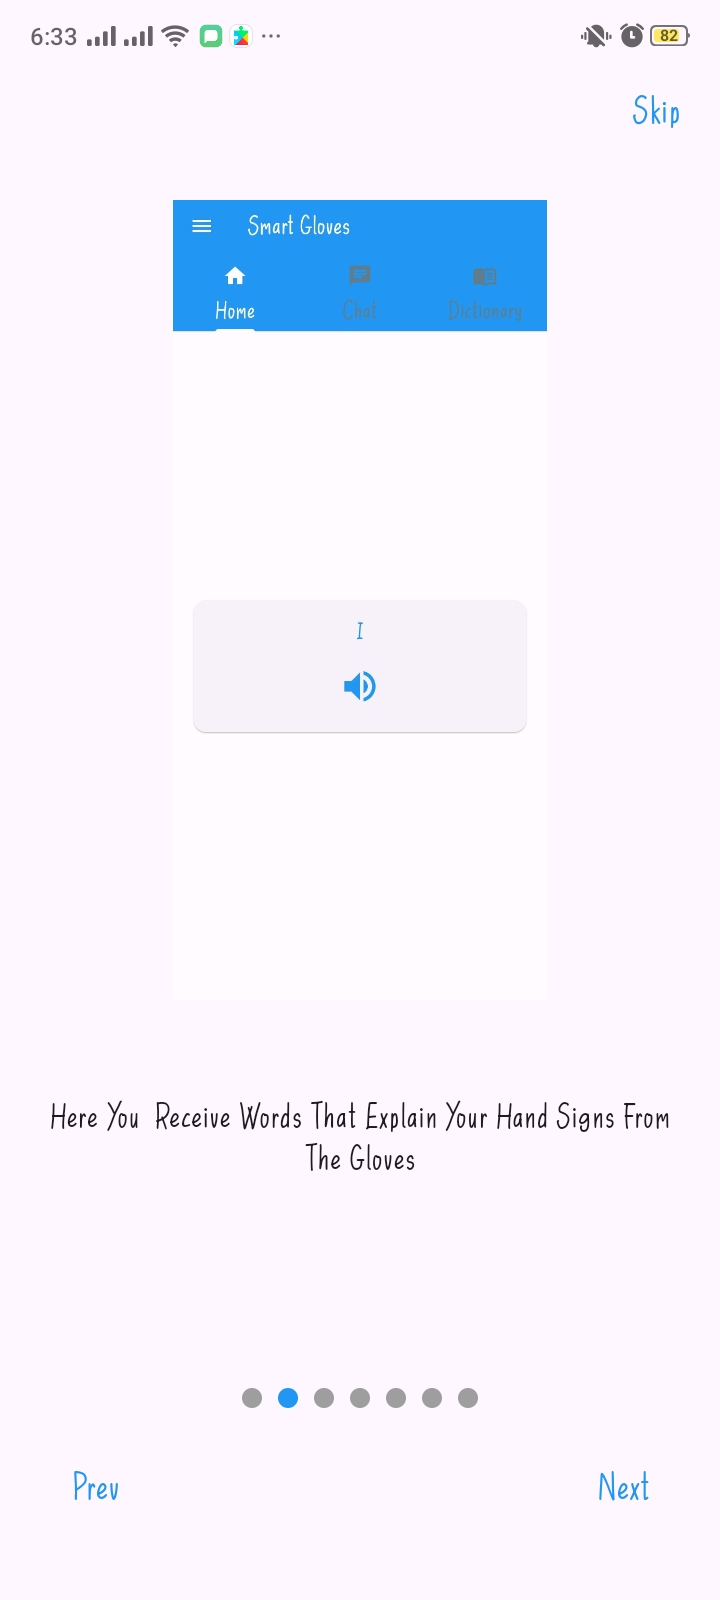 6:33
82
Skip
Smart Gloves
Home Chat Dictionary
I
Here You  Receive Words That Explain Your Hand Signs From
The Gloves
Prev Next